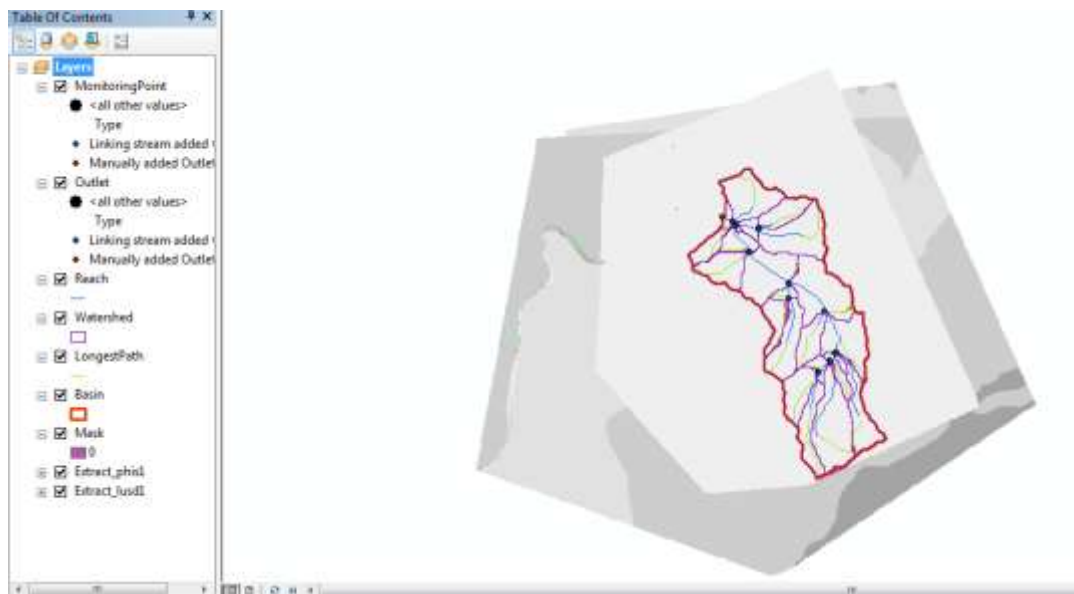 Table Of Contents
Layers
MonitoringPoint
<all other values>
Type
Linking stream added
Manually added Outlet
Outlet
<all other values>
Type
Linking stream added
Manually added Outlet
Reach
Watershed
LongestPath
Basin
Mask
0
Extract_phis1
Extract_lusd1